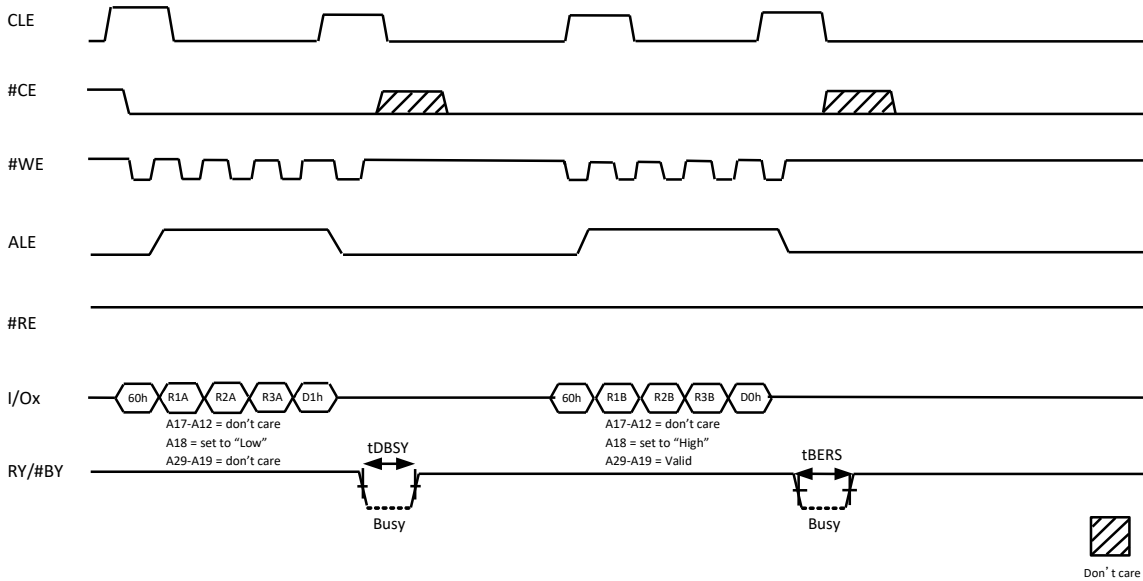 CLE
#CE
#WE
ALE
#RE
I/Ox
60h R1A R2A R3A D1h 60h R1B R2B R3B D0h
A17-A12 = don't care A17-A12 = don't care
A18 = set to “Low” A18 = set to “High”
A29-A19 = don't care A29-A19 = Valid
RY/#BY
tDBSY tBERS
Busy Busy
Don’t care